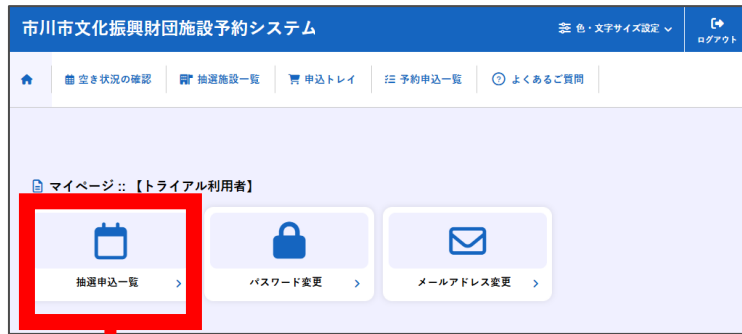 市川市文化振興財団施設予約システム
色・文字サイズ設定
ログアウト
空き状況の確認
抽選施設一覧
申込トレイ
予約申込一覧
よくあるご質問
マイページ :: 【トライアル利用者】
抽選申込一覧
パスワード変更
メールアドレス変更